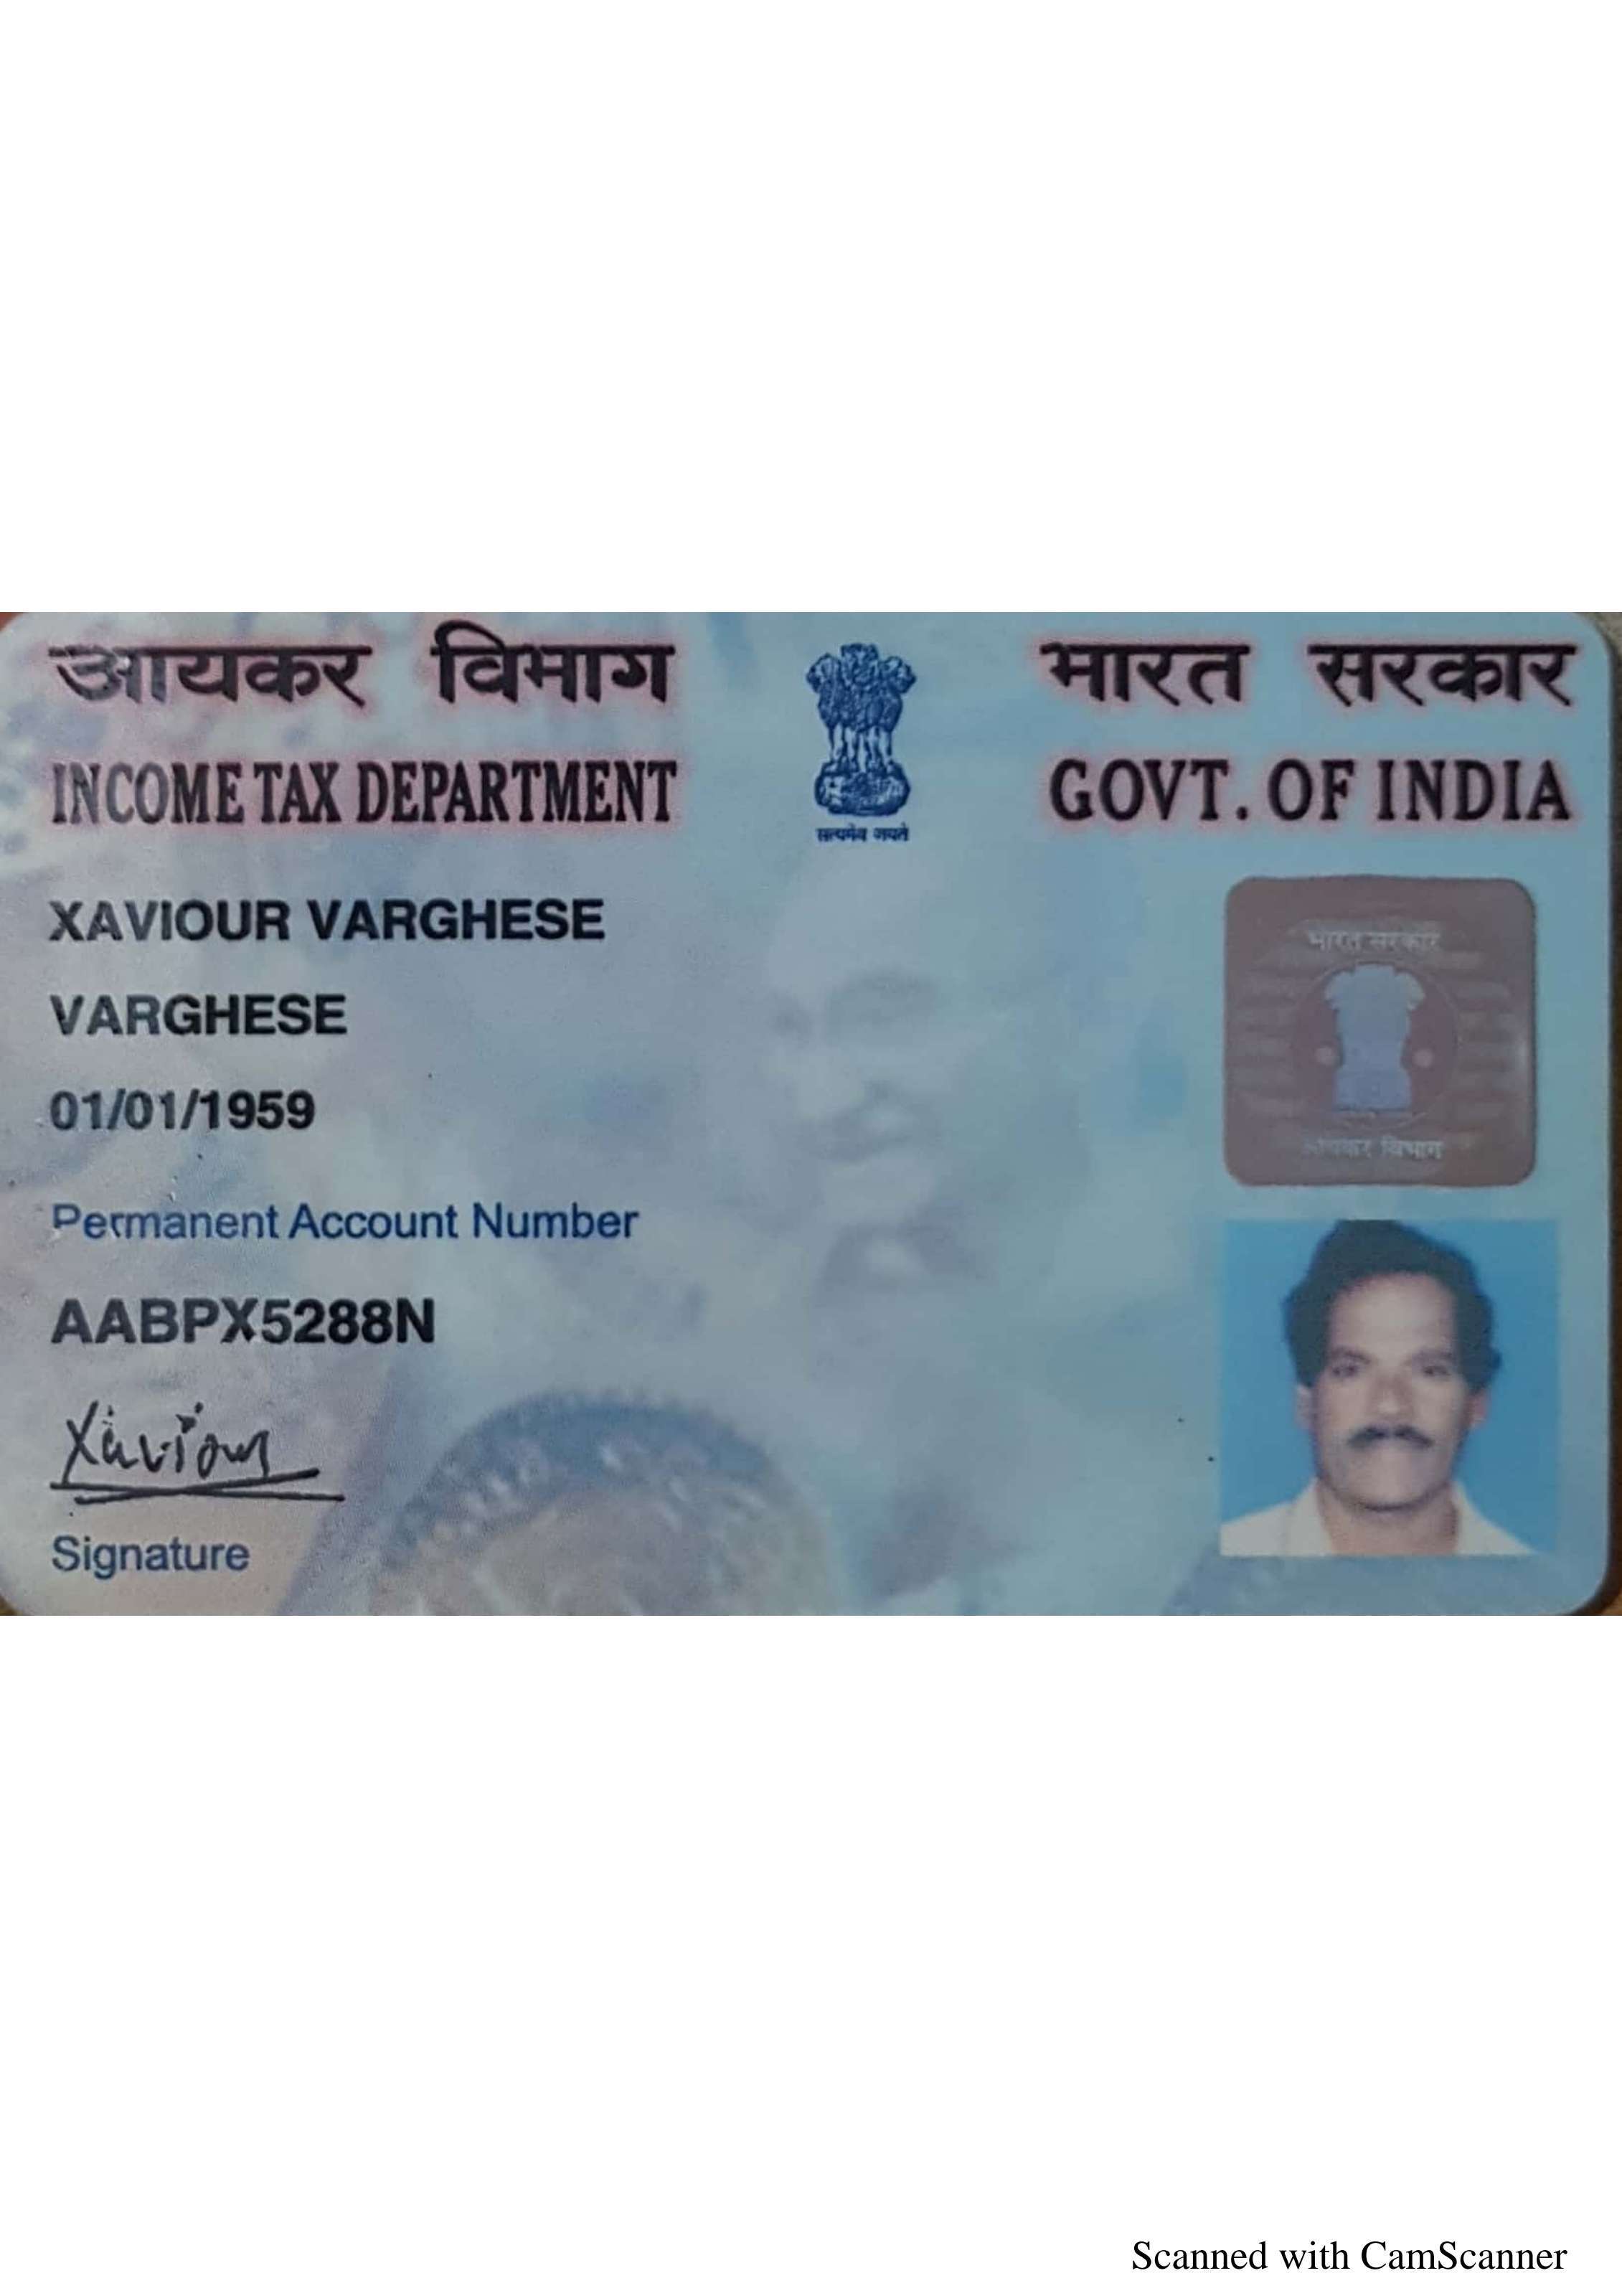 आयकर विभाग
भारत सरकार
INCOME TAX DEPARTMENT
GOVT. OF INDIA
सत्यमेव जयते
XAVIOUR VARGHESE
VARGHESE
01/01/1959
भारत सरकार
आयकर विभाग
Permanent Account Number
AABPX5288N
Xaviour
Signature
Scanned with CamScanner